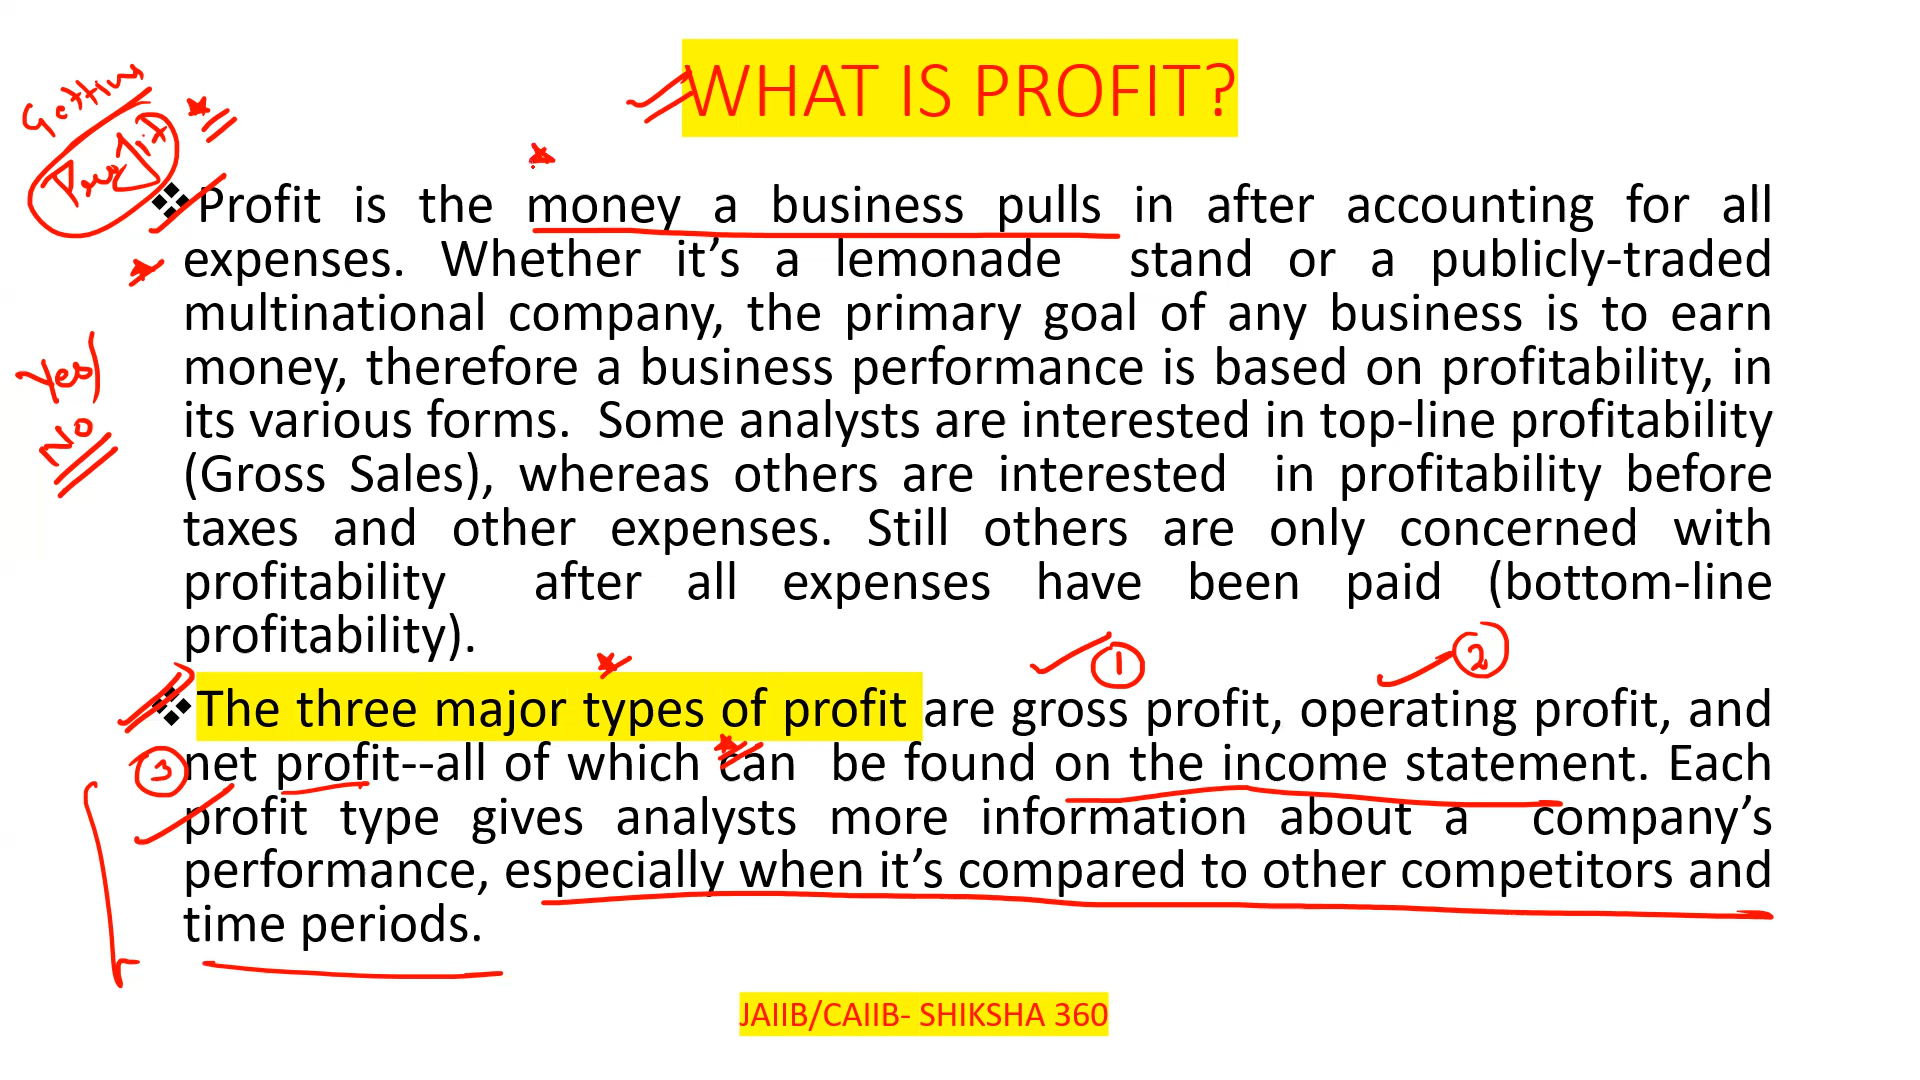 WHAT IS PROFIT?
Getting
Profit
Profit is the money a business pulls in after accounting for all
expenses. Whether it’s a lemonade stand or a publicly-traded
multinational company, the primary goal of any business is to earn
money, therefore a business performance is based on profitability, in
its various forms. Some analysts are interested in top-line profitability
(Gross Sales), whereas others are interested in profitability before
taxes and other expenses. Still others are only concerned with
profitability after all expenses have been paid (bottom-line
profitability).
Yes
No
1
2
The three major types of profit are gross profit, operating profit, and
3
net profit--all of which can be found on the income statement. Each
profit type gives analysts more information about a company’s
performance, especially when it’s compared to other competitors and
time periods.
JAIIB/CAIIB- SHIKSHA 360